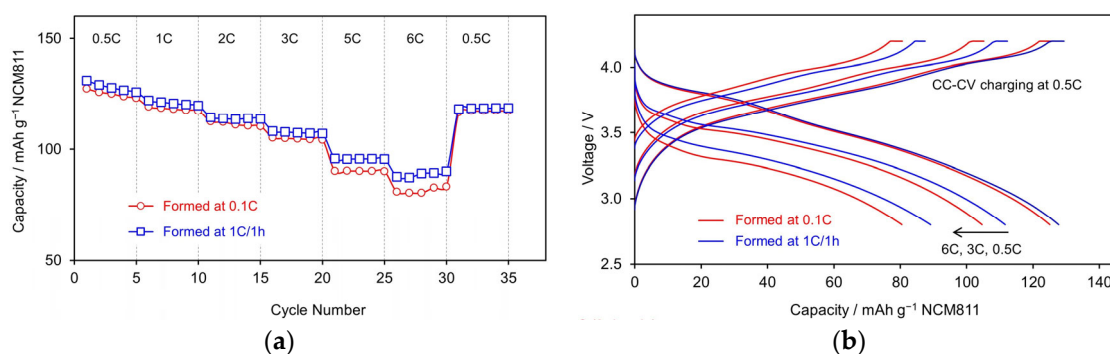 150
100
50
0
5
10
15
20
25
30
35
40
0.5C
1C
2C
3C
5C
6C
0.5C
Formed at 0.1C
Formed at 1C/1h
Capacity / mAh g⁻¹ NCM811
Cycle Number
(a)
4.0
3.5
3.0
2.5
0
20
40
60
80
100
120
140
CC-CV charging at 0.5C
Formed at 0.1C
Formed at 1C/1h
6C, 3C, 0.5C
Voltage / V
Capacity / mAh g⁻¹ NCM811
(b)